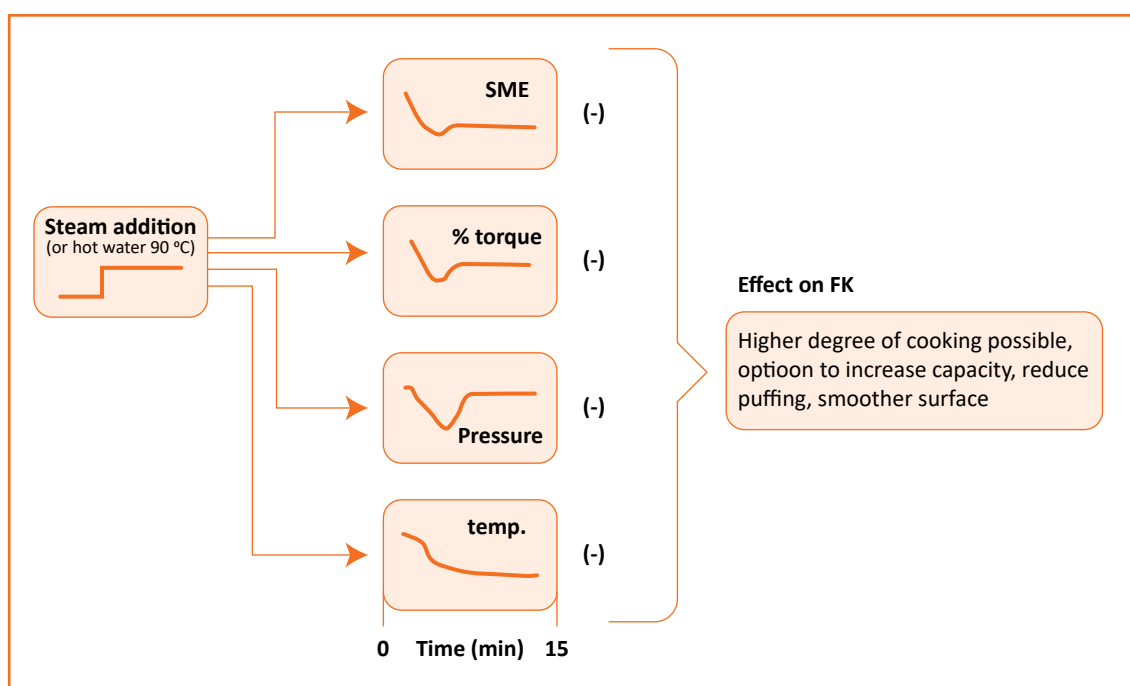 Steam addition
(or hot water 90 ºC)
SME
(-)
% torque
(-)
Pressure
(-)
temp.
(-)
0 Time (min) 15
Effect on FK
Higher degree of cooking possible,
optioon to increase capacity, reduce
puffing, smoother surface